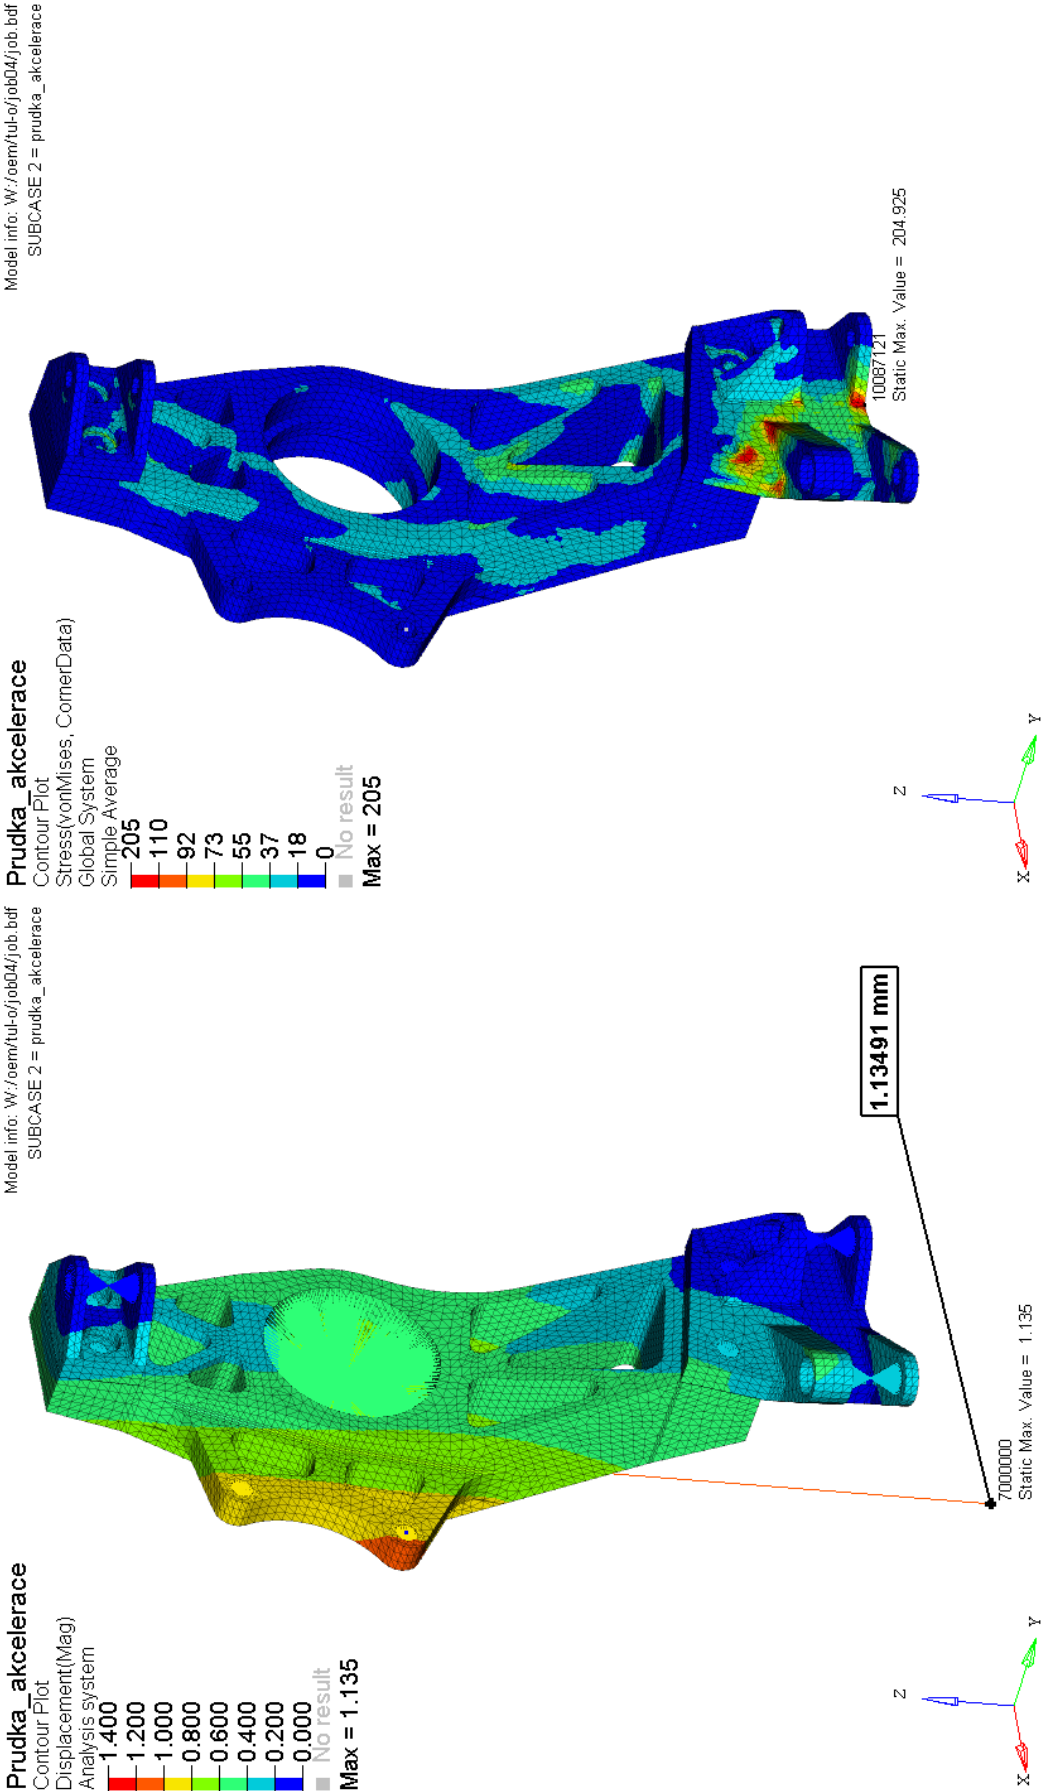 Prudka_akcelerace
Contour Plot
Stress(vonMises, CornerData)
Global System
Simple Average
205
110
92
73
55
37
18
0
No result
Max = 205
Model info: W:/oem/tul-o/job04/job.bdf
SUBCASE 2 = prudka_akcelerace
10087121
Static Max. Value = 204.925
Z
X
Y
Prudka_akcelerace
Contour Plot
Displacement(Mag)
Analysis system
1.400
1.200
1.000
0.800
0.600
0.400
0.200
0.000
No result
Max = 1.135
Model info: W:/oem/tul-o/job04/job.bdf
SUBCASE 2 = prudka_akcelerace
1.13491 mm
7000000
Static Max. Value = 1.135
Z
X
Y